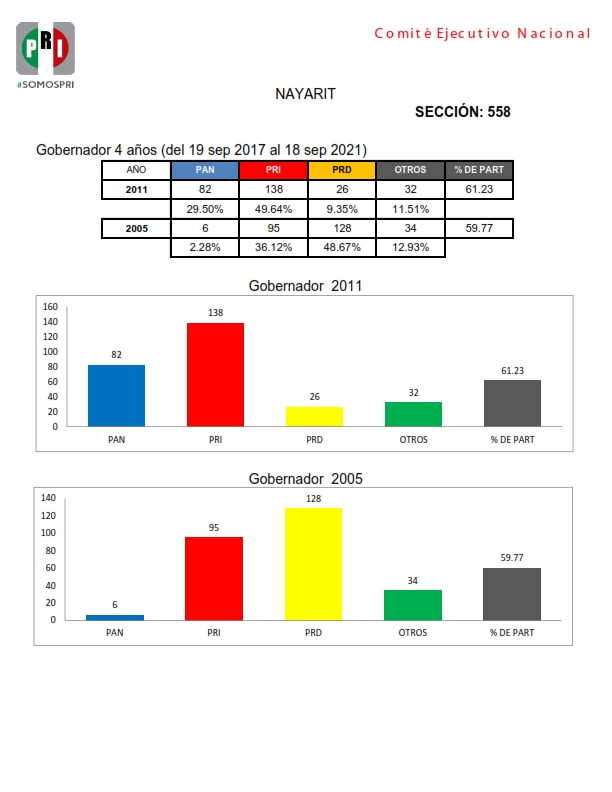 Comité Ejecutivo Nacional
PRI
#SOMOSPRI
NAYARIT
SECCIÓN: 558
Gobernador 4 años (del 19 sep 2017 al 18 sep 2021)
AÑO PAN PRI PRD OTROS % DE PART
2011 82 138 26 32 61.23
29.50% 49.64% 9.35% 11.51%
2005 6 95 128 34 59.77
2.28% 36.12% 48.67% 12.93%
Gobernador 2011
160
140
120
100
80
60
40
20
0
82
138
26
32
61.23
PAN PRI PRD OTROS % DE PART
Gobernador 2005
140
120
100
80
60
40
20
0
6
95
128
34
59.77
PAN PRI PRD OTROS % DE PART